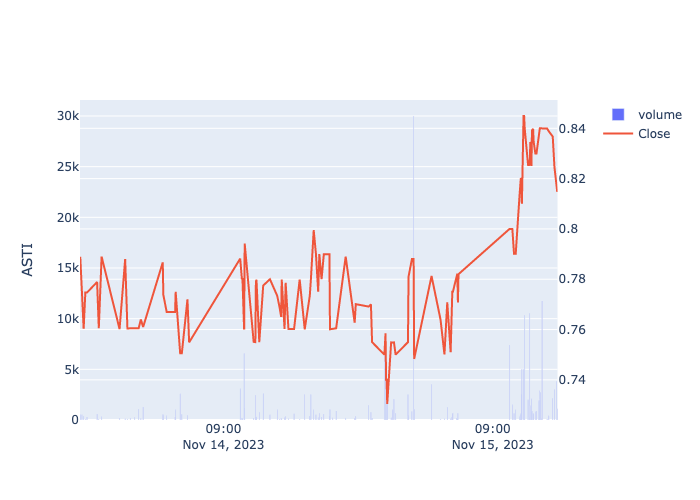 volume
Close
ASTI
30k
25k
20k
15k
10k
5k
0
0.84
0.82
0.8
0.78
0.76
0.74
09:00
Nov 14, 2023
09:00
Nov 15, 2023